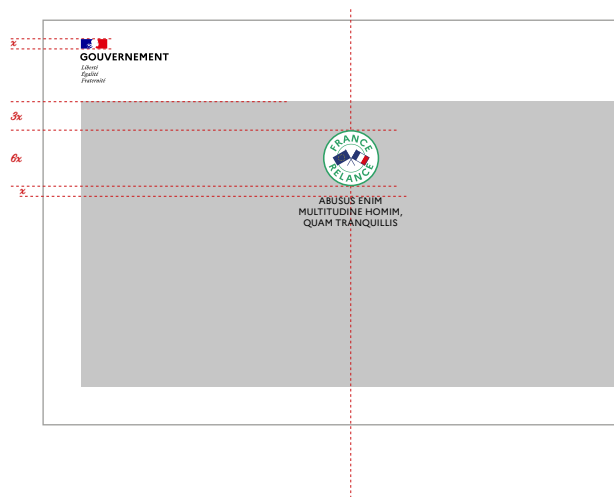 x
GOUVERNEMENT
Liberté
Égalité
Fraternité
3x
6x
FRANCE
RELANCE
x
ABUSUS ENIM
MULTITUDINE HOMIM,
QUAM TRANQUILLIS